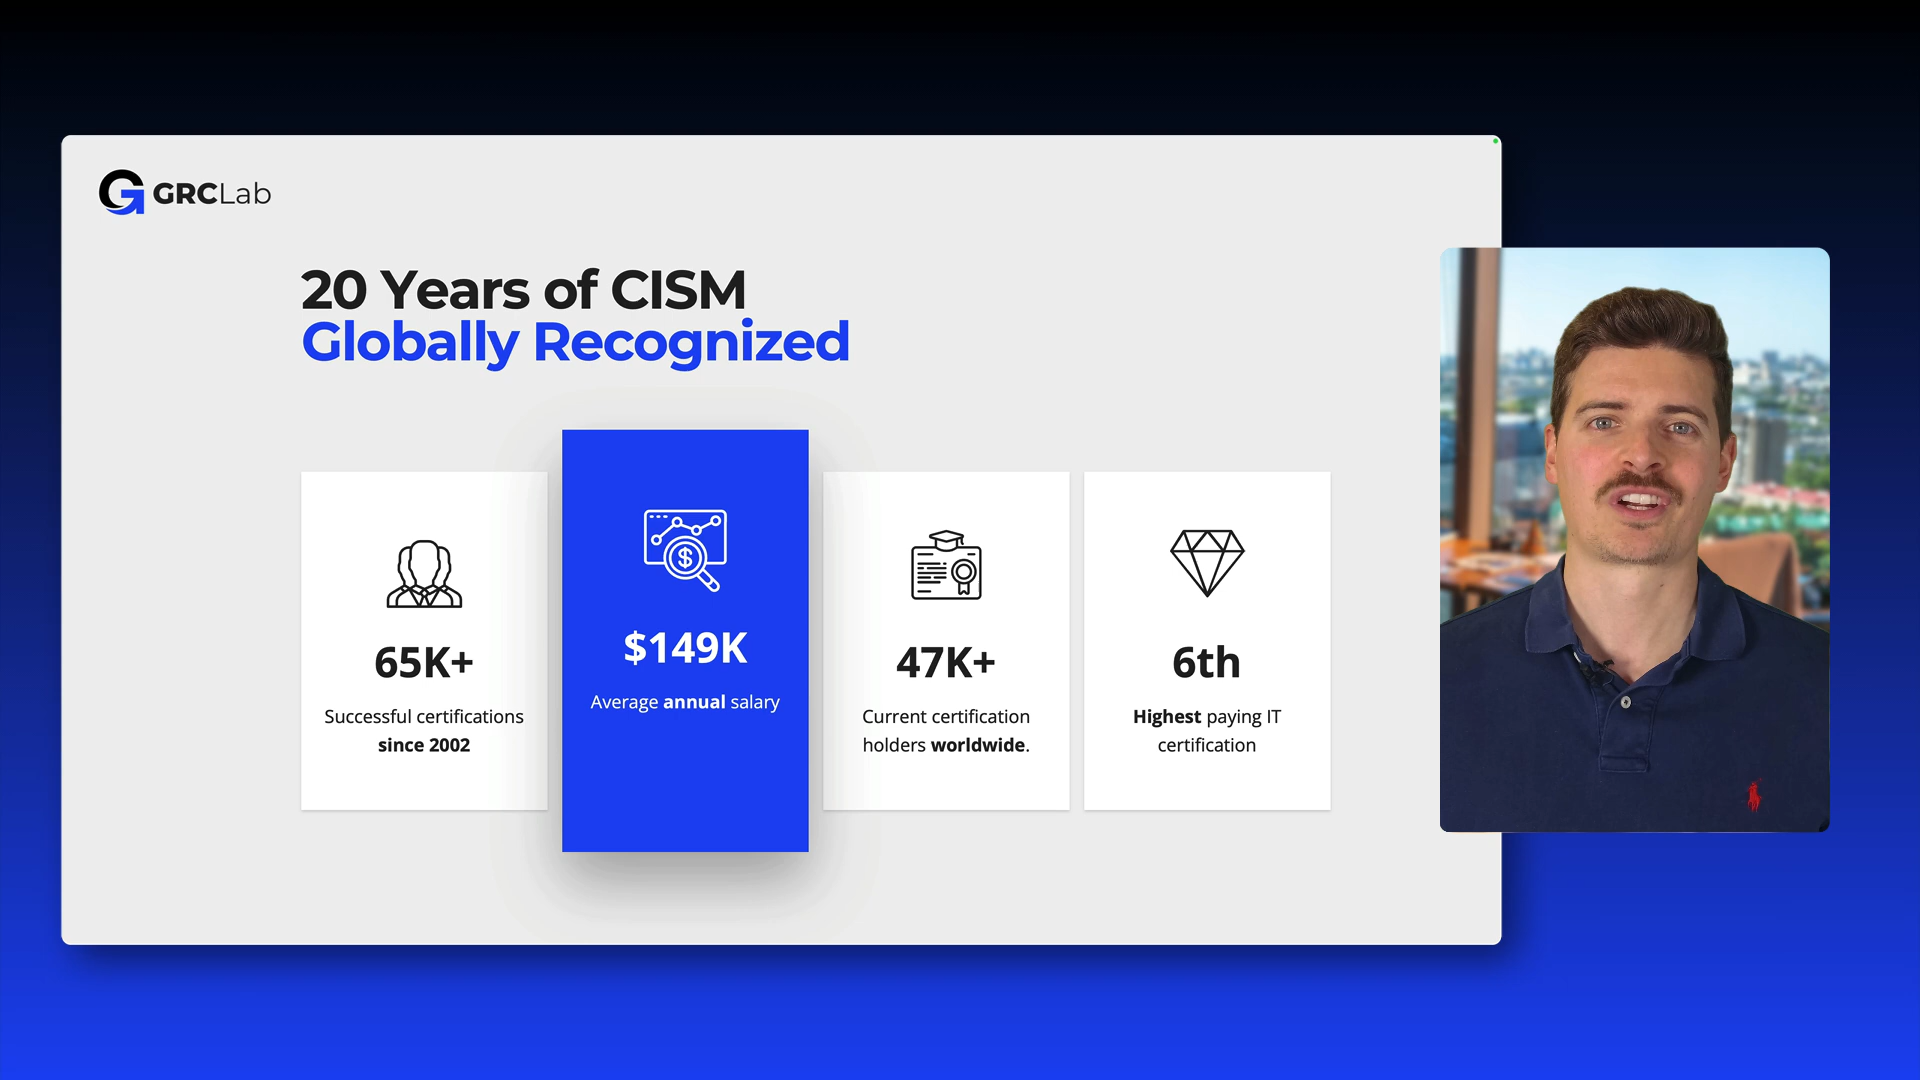 GRCLab
20 Years of CISM
Globally Recognized
65K+
Successful certifications
since 2002
$149K
Average annual salary
47K+
Current certification
holders worldwide.
6th
Highest paying IT
certification